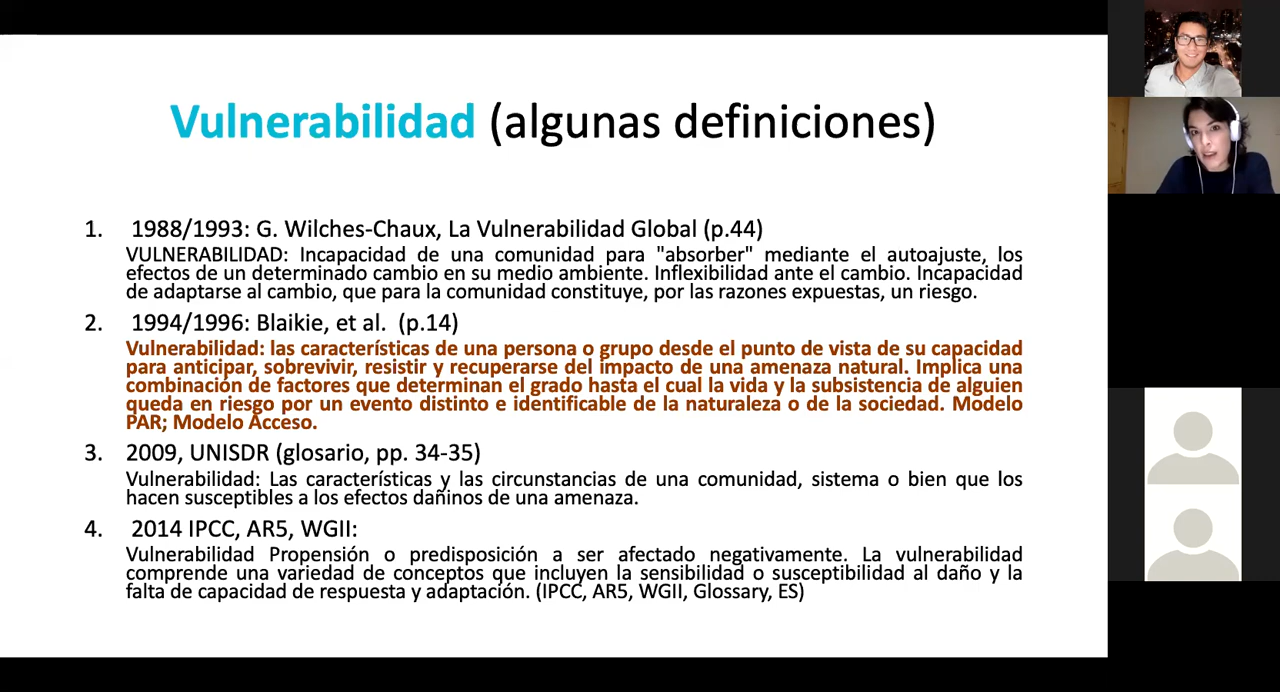 Vulnerabilidad (algunas definiciones)
1. 1988/1993: G. Wilches-Chaux, La Vulnerabilidad Global (p.44)
VULNERABILIDAD: Incapacidad de una comunidad para "absorber" mediante el autoajuste, los
efectos de un determinado cambio en su medio ambiente. Inflexibilidad ante el cambio. Incapacidad
de adaptarse al cambio, que para la comunidad constituye, por las razones expuestas, un riesgo.
2. 1994/1996: Blaikie, et al. (p.14)
Vulnerabilidad: las características de una persona o grupo desde el punto de vista de su capacidad
para anticipar, sobrevivir, resistir y recuperarse del impacto de una amenaza natural. Implica una
combinación de factores que determinan el grado hasta el cual la vida y la subsistencia de alguien
queda en riesgo por un evento distinto e identificable de la naturaleza o de la sociedad. Modelo
PAR; Modelo Acceso.
3. 2009, UNISDR (glosario, pp. 34-35)
Vulnerabilidad: Las características y las circunstancias de una comunidad, sistema o bien que los
hacen susceptibles a los efectos dañinos de una amenaza.
4. 2014 IPCC, AR5, WGII:
Vulnerabilidad Propensión o predisposición a ser afectado negativamente. La vulnerabilidad
comprende una variedad de conceptos que incluyen la sensibilidad o susceptibilidad al daño y la
falta de capacidad de respuesta y adaptación. (IPCC, AR5, WGII, Glossary, ES)